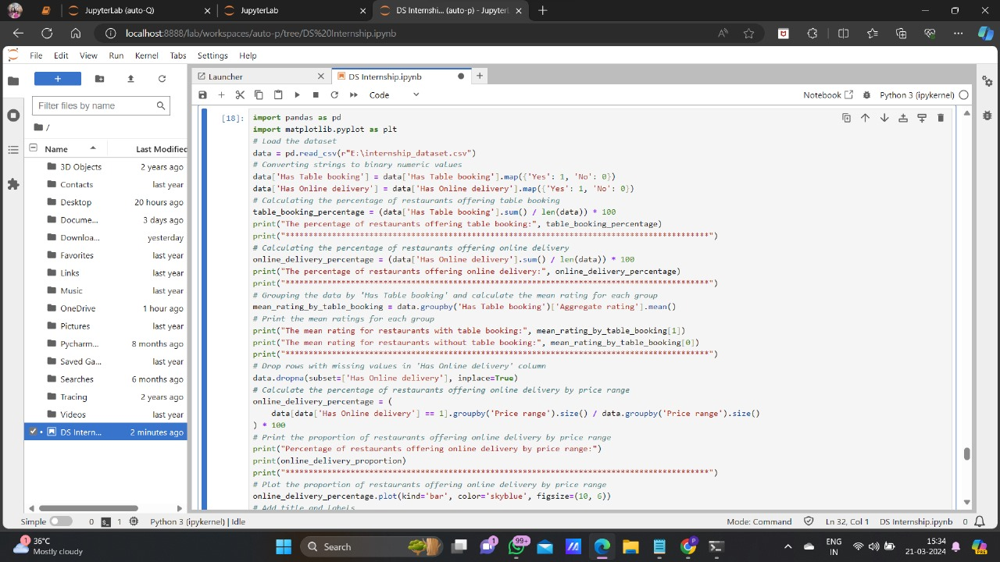 JupyterLab (auto-Q)
JupyterLab
DS Internshi... (auto-p) - JupyterL
localhost:8888/lab/workspaces/auto-p/tree/DS%20Internship.ipynb
File Edit View Run Kernel Tabs Settings Help
Launcher
DS Internship.ipynb
Filter files by name
Code
Notebook
Python 3 (ipykernel)
/
Name
Last Modified
3D Objects 2 years ago
Contacts last year
Desktop 20 hours ago
Docume... 3 days ago
Downloa... yesterday
Favorites last year
Links last year
Music last year
OneDrive 1 hour ago
Pictures last year
Pycharm... 8 months ago
Saved Ga... last year
Searches 6 months ago
Tracing 2 years ago
Videos last year
DS Intern... 2 minutes ago
[18]:
import pandas as pd
import matplotlib.pyplot as plt
# Load the dataset
data = pd.read_csv(r"E:\internship_dataset.csv")
# Converting strings to binary numeric values
data['Has Table booking'] = data['Has Table booking'].map({'Yes': 1, 'No': 0})
data['Has Online delivery'] = data['Has Online delivery'].map({'Yes': 1, 'No': 0})
# Calculating the percentage of restaurants offering table booking
table_booking_percentage = (data['Has Table booking'].sum() / len(data)) * 100
print("The percentage of restaurants offering table booking:", table_booking_percentage)
print("*******************************************************************************************")
# Calculating the percentage of restaurants offering online delivery
online_delivery_percentage = (data['Has Online delivery'].sum() / len(data)) * 100
print("The percentage of restaurants offering online delivery:", online_delivery_percentage)
print("*******************************************************************************************")
# Grouping the data by 'Has Table booking' and calculate the mean rating for each group
mean_rating_by_table_booking = data.groupby('Has Table booking')['Aggregate rating'].mean()
# Print the mean ratings for each group
print("The mean rating for restaurants with table booking:", mean_rating_by_table_booking[1])
print("The mean rating for restaurants without table booking:", mean_rating_by_table_booking[0])
print("*******************************************************************************************")
# Drop rows with missing values in 'Has Online delivery' column
data.dropna(subset=['Has Online delivery'], inplace=True)
# Calculate the percentage of restaurants offering online delivery by price range
online_delivery_percentage = (
data[data['Has Online delivery'] == 1].groupby('Price range').size() / data.groupby('Price range').size()
) * 100
# Print the proportion of restaurants offering online delivery by price range
print("Percentage of restaurants offering online delivery by price range:")
print(online_delivery_proportion)
print("*******************************************************************************************")
# Plot the proportion of restaurants offering online delivery by price range
online_delivery_percentage.plot(kind='bar', color='skyblue', figsize=(10, 6))
# Add title and labels
Simple 0 1 Python 3 (ipykernel) | Idle
Mode: Command Ln 32, Col 1 DS Internship.ipynb 0
1
36°C
Mostly cloudy
Search
1
99+
ENG
IN
15:34
21-03-2024